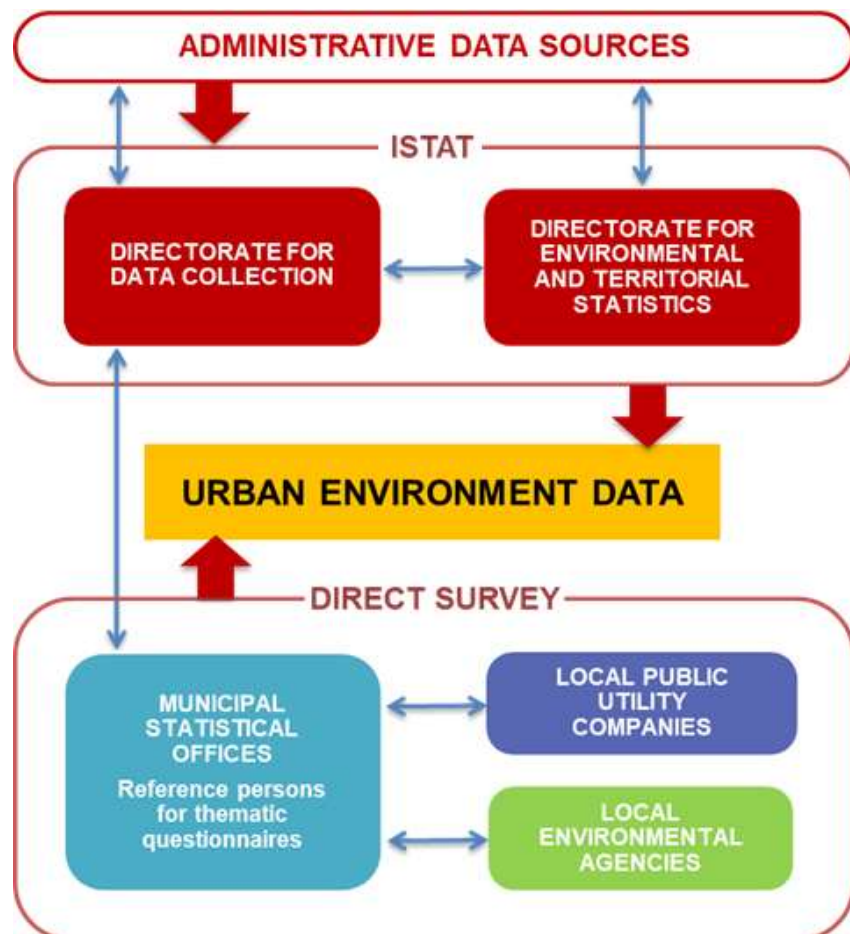 ADMINISTRATIVE DATA SOURCES
ISTAT
DIRECTORATE FOR
DATA COLLECTION
DIRECTORATE FOR
ENVIRONMENTAL
AND TERRITORIAL
STATISTICS
URBAN ENVIRONMENT DATA
DIRECT SURVEY
MUNICIPAL
STATISTICAL
OFFICES
Reference persons
for thematic
questionnaires
LOCAL PUBLIC
UTILITY
COMPANIES
LOCAL
ENVIRONMENTAL
AGENCIES